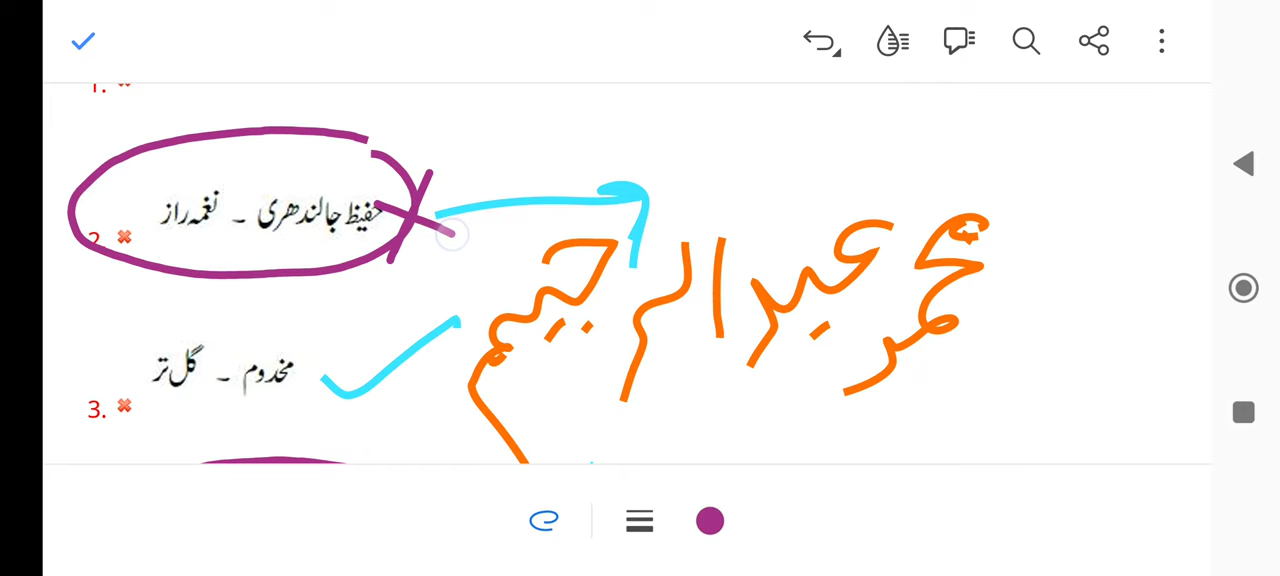 1.
2. حفیظ جالندھری ۔ نغمہ راز
محمد عبدالرحیم
3. مخدوم ۔ گل تر